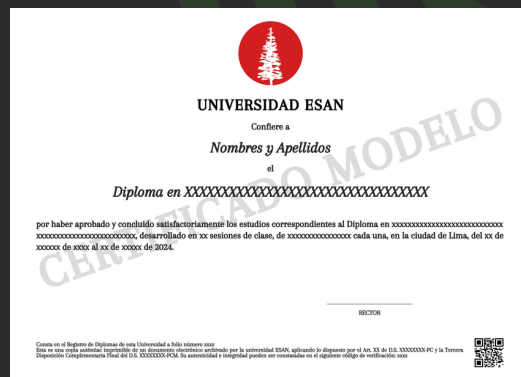 UNIVERSIDAD ESAN
Confiere a
Nombres y Apellidos
el
Diploma en XXXXXXXXXXXXXXXXXXXXXXXXXXXXXXXXX
por haber aprobado y concluido satisfactoriamente los estudios correspondientes al Diploma en xxxxxxxxxxxxxxxxxxxxxxxxxxxx
xxxxxxxxxxxxxxxxxxxxxxxxx, desarrollado en xx sesiones de clase, de xxxxxxxxxxxxxxxx cada una, en la ciudad de Lima, del xx de
xxxxxx de xxxx al xx de xxxxx de 2024.
CERTIFICADO MODELO
RECTOR
Consta en el Registro de Diplomas de esta Universidad a folio número xxxx
Esta es una copia auténtica imprimible de un documento electrónico archivado por la universidad ESAN, aplicando lo dispuesto por el Art. XX de D.S. XXXXXXXX-PC y la Tercera
Disposición Complementaria Final del D.S. XXXXXXXX-PCM. Su autenticidad e integridad pueden ser constatadas en el siguiente código de verificación: xxxx